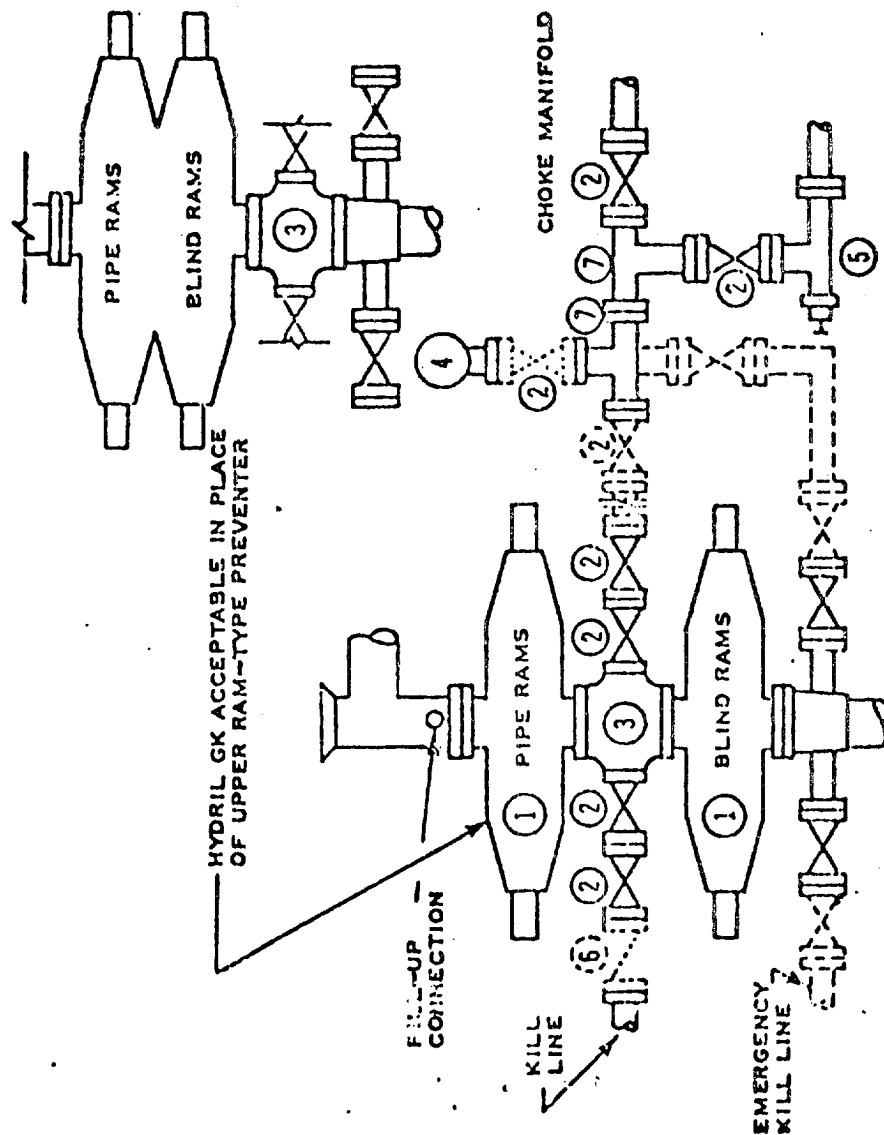 HYDRIL GK ACCEPTABLE IN PLACE
OF UPPER RAM-TYPE PREVENTER
PIPE RAMS
BLIND RAMS
3
CHOKE MANIFOLD
CONNECTION
1
PIPE RAMS
4
2
7
7
2
2
2
5
KILL
LINE
6
2
2
3
2
2
1
BLIND RAMS
EMERGENCY
KILL LINE